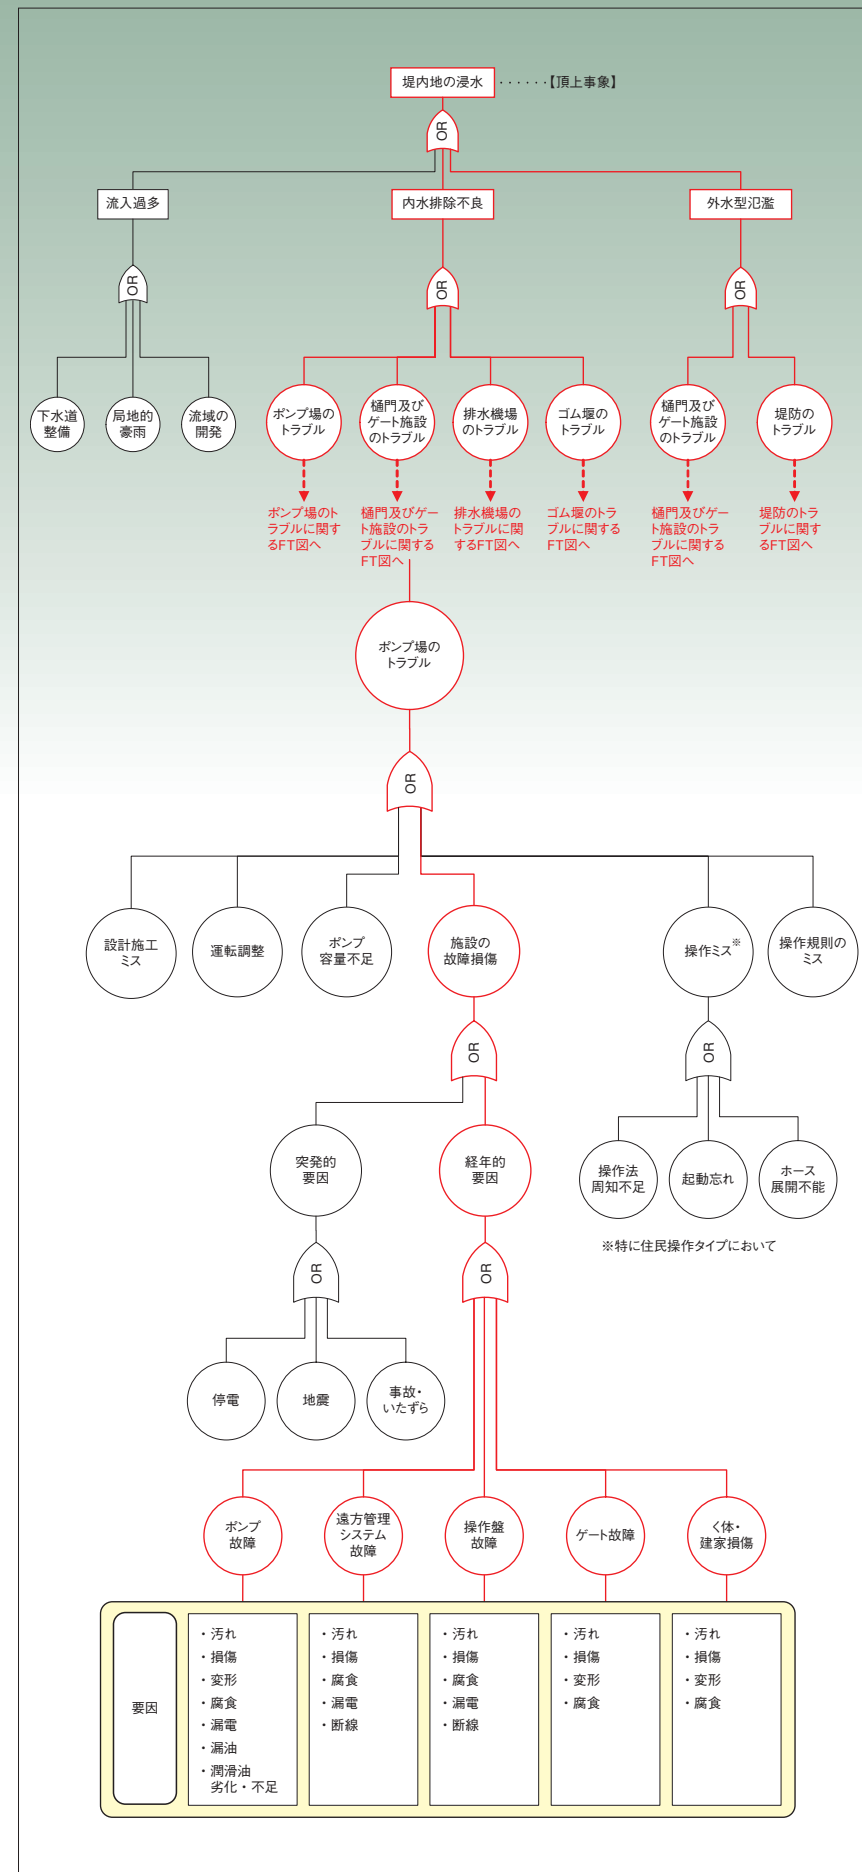 堤内地の浸水 ······【頂上事象】
OR
流入過多
内水排除不良
外水型氾濫
OR
OR
OR
下水道
整備
局地的
豪雨
流域の
開発
ポンプ場の
トラブル
樋門及び
ゲート施設
のトラブル
排水機場
のトラブル
ゴム堰の
トラブル
樋門及び
ゲート施設
のトラブル
堤防の
トラブル
ポンプ場のト
ラブルに関す
るFT図へ
樋門及びゲー
ト施設のトラ
ブルに関する
FT図へ
排水機場の
トラブルに関
するFT図へ
ゴム堰のトラ
ブルに関する
FT図へ
樋門及びゲー
ト施設のトラ
ブルに関する
FT図へ
堤防のトラ
ブルに関す
るFT図へ
ポンプ場の
トラブル
OR
設計施工
ミス
運転調整
ポンプ
容量不足
施設の
故障損傷
操作ミス※
操作規則の
ミス
OR
OR
突発的
要因
経年的
要因
操作法
周知不足
起動忘れ
ホース
展開不能
※特に住民操作タイプにおいて
OR
OR
停電
地震
事故・
いたずら
ポンプ
故障
遠方管理
システム
故障
操作盤
故障
ゲート故障
く体・
建家損傷
要因
・汚れ
・損傷
・変形
・腐食
・漏電
・漏油
・潤滑油
劣化・不足
・汚れ
・損傷
・腐食
・漏電
・断線
・汚れ
・損傷
・腐食
・漏電
・断線
・汚れ
・損傷
・変形
・腐食
・汚れ
・損傷
・変形
・腐食